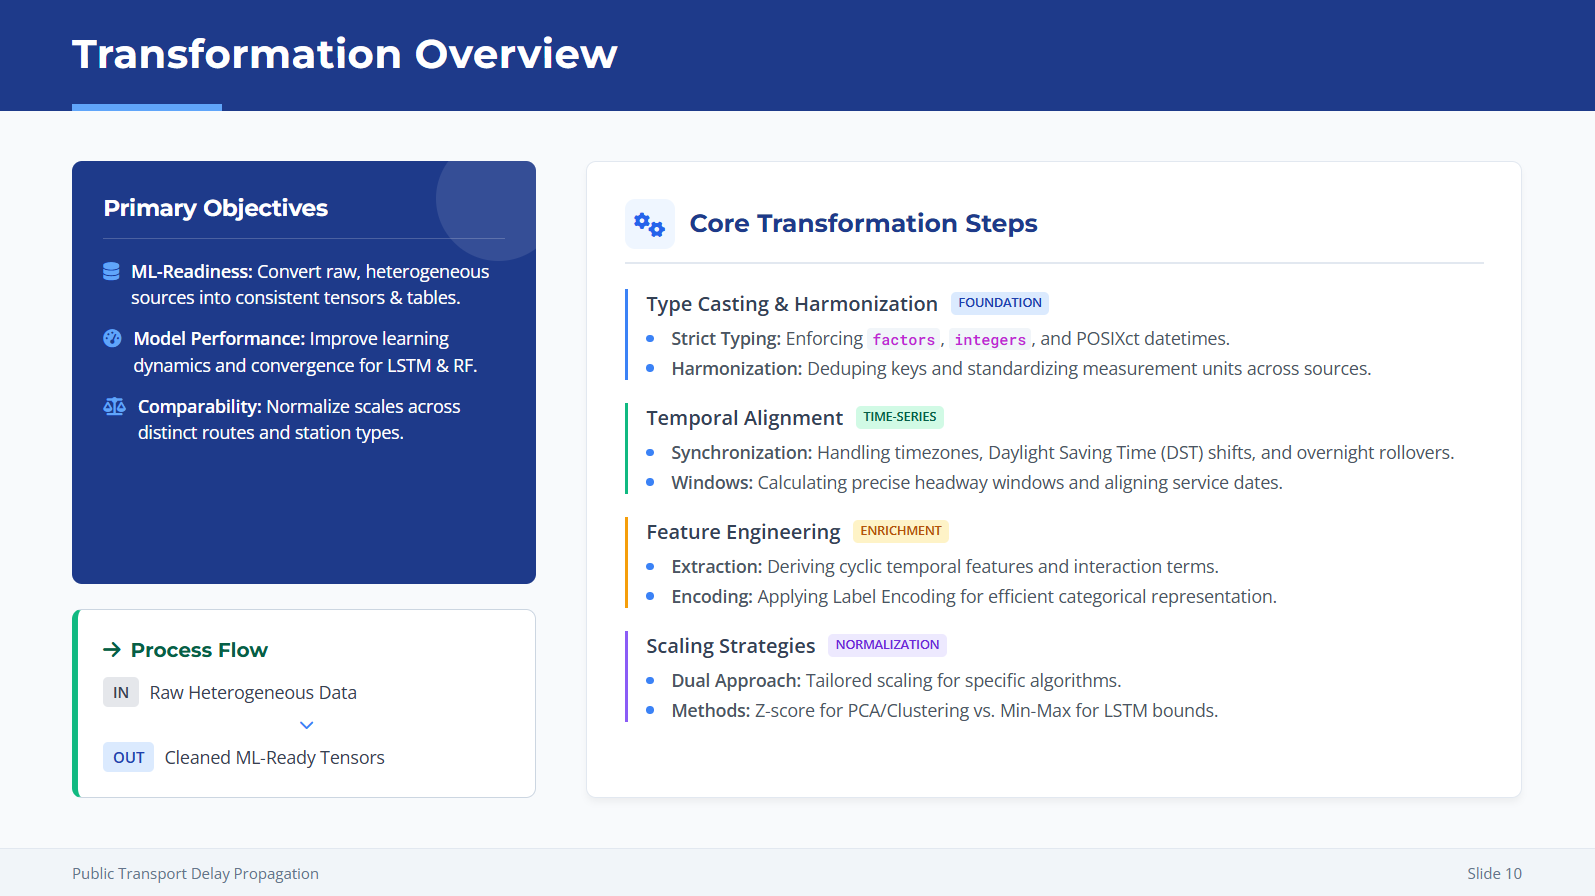 Transformation Overview
Primary Objectives
ML-Readiness: Convert raw, heterogeneous
sources into consistent tensors & tables.
Model Performance: Improve learning
dynamics and convergence for LSTM & RF.
Comparability: Normalize scales across
distinct routes and station types.
Process Flow
IN Raw Heterogeneous Data
OUT Cleaned ML-Ready Tensors
Core Transformation Steps
Type Casting & Harmonization FOUNDATION
Strict Typing: Enforcing factors, integers, and POSIXct datetimes.
Harmonization: Deduping keys and standardizing measurement units across sources.
Temporal Alignment TIME-SERIES
Synchronization: Handling timezones, Daylight Saving Time (DST) shifts, and overnight rollovers.
Windows: Calculating precise headway windows and aligning service dates.
Feature Engineering ENRICHMENT
Extraction: Deriving cyclic temporal features and interaction terms.
Encoding: Applying Label Encoding for efficient categorical representation.
Scaling Strategies NORMALIZATION
Dual Approach: Tailored scaling for specific algorithms.
Methods: Z-score for PCA/Clustering vs. Min-Max for LSTM bounds.
Public Transport Delay Propagation
Slide 10